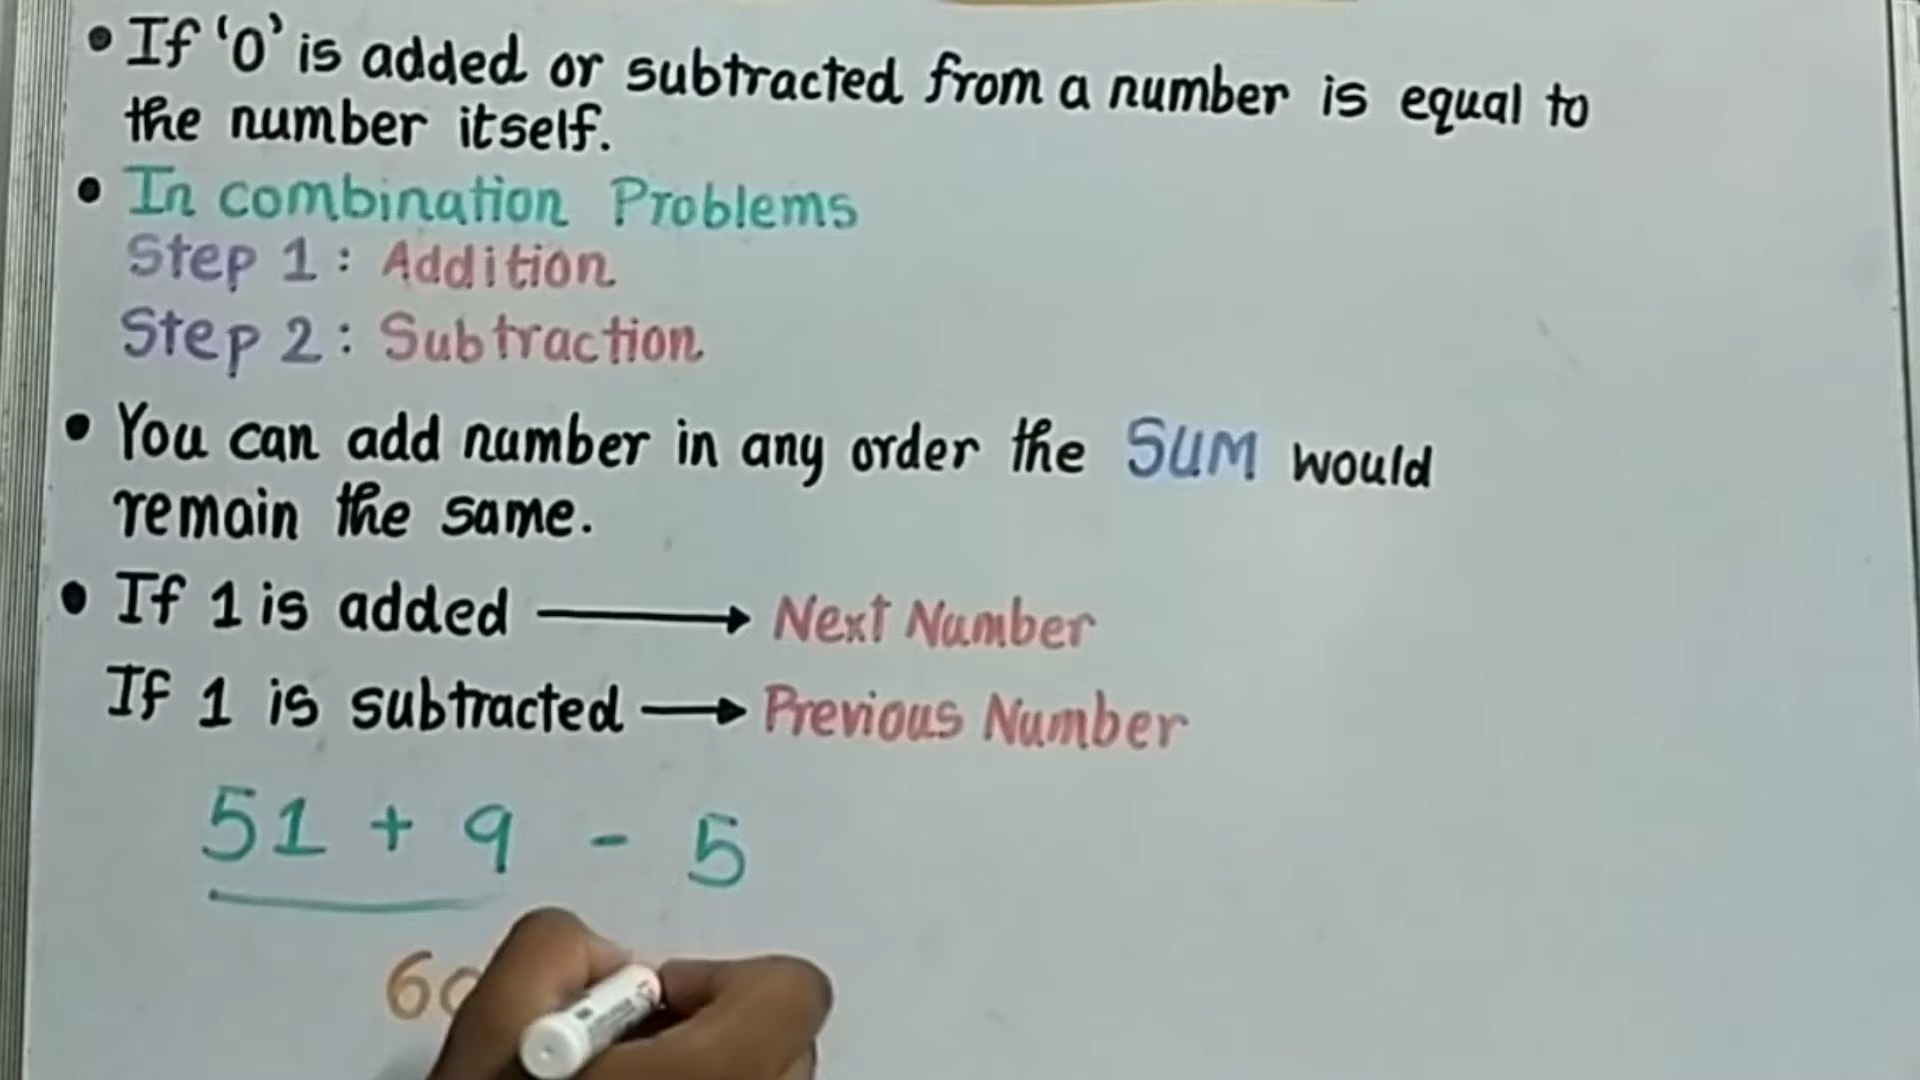 • If ‘0’ is added or subtracted from a number is equal to
the number itself.
• In combination Problems
Step 1 : Addition
Step 2 : Subtraction
• You can add number in any order the SUM would
remain the same.
• If 1 is added → Next Number
If 1 is subtracted → Previous Number
51 + 9 - 5